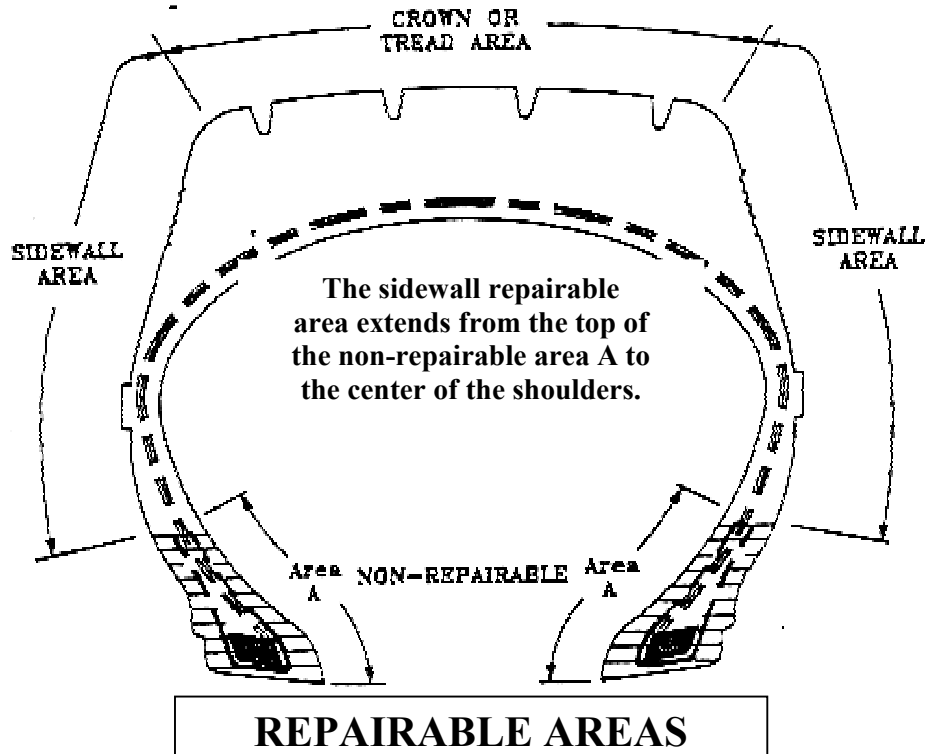 CROWN OR
TREAD AREA
SIDEWALL
AREA
SIDEWALL
AREA
The sidewall repairable
area extends from the top of
the non-repairable area A to
the center of the shoulders.
Area
A
NON-REPAIRABLE
Area
A
REPAIRABLE AREAS